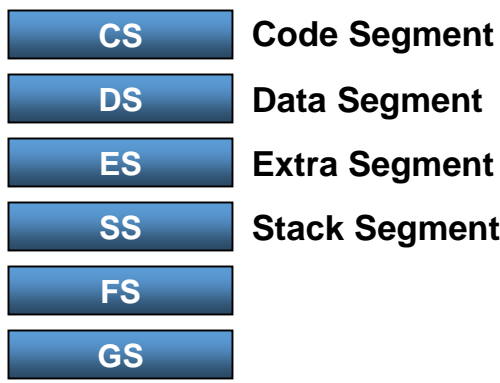 CS Code Segment
DS Data Segment
ES Extra Segment
SS Stack Segment
FS
GS